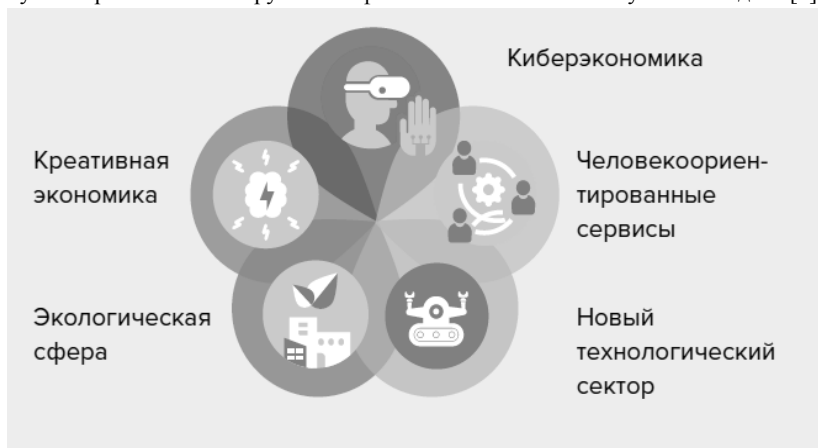 Киберэкономика
Креативная
экономика
Человекоориен-
тированные
сервисы
Экологическая
сфера
Новый
технологический
сектор